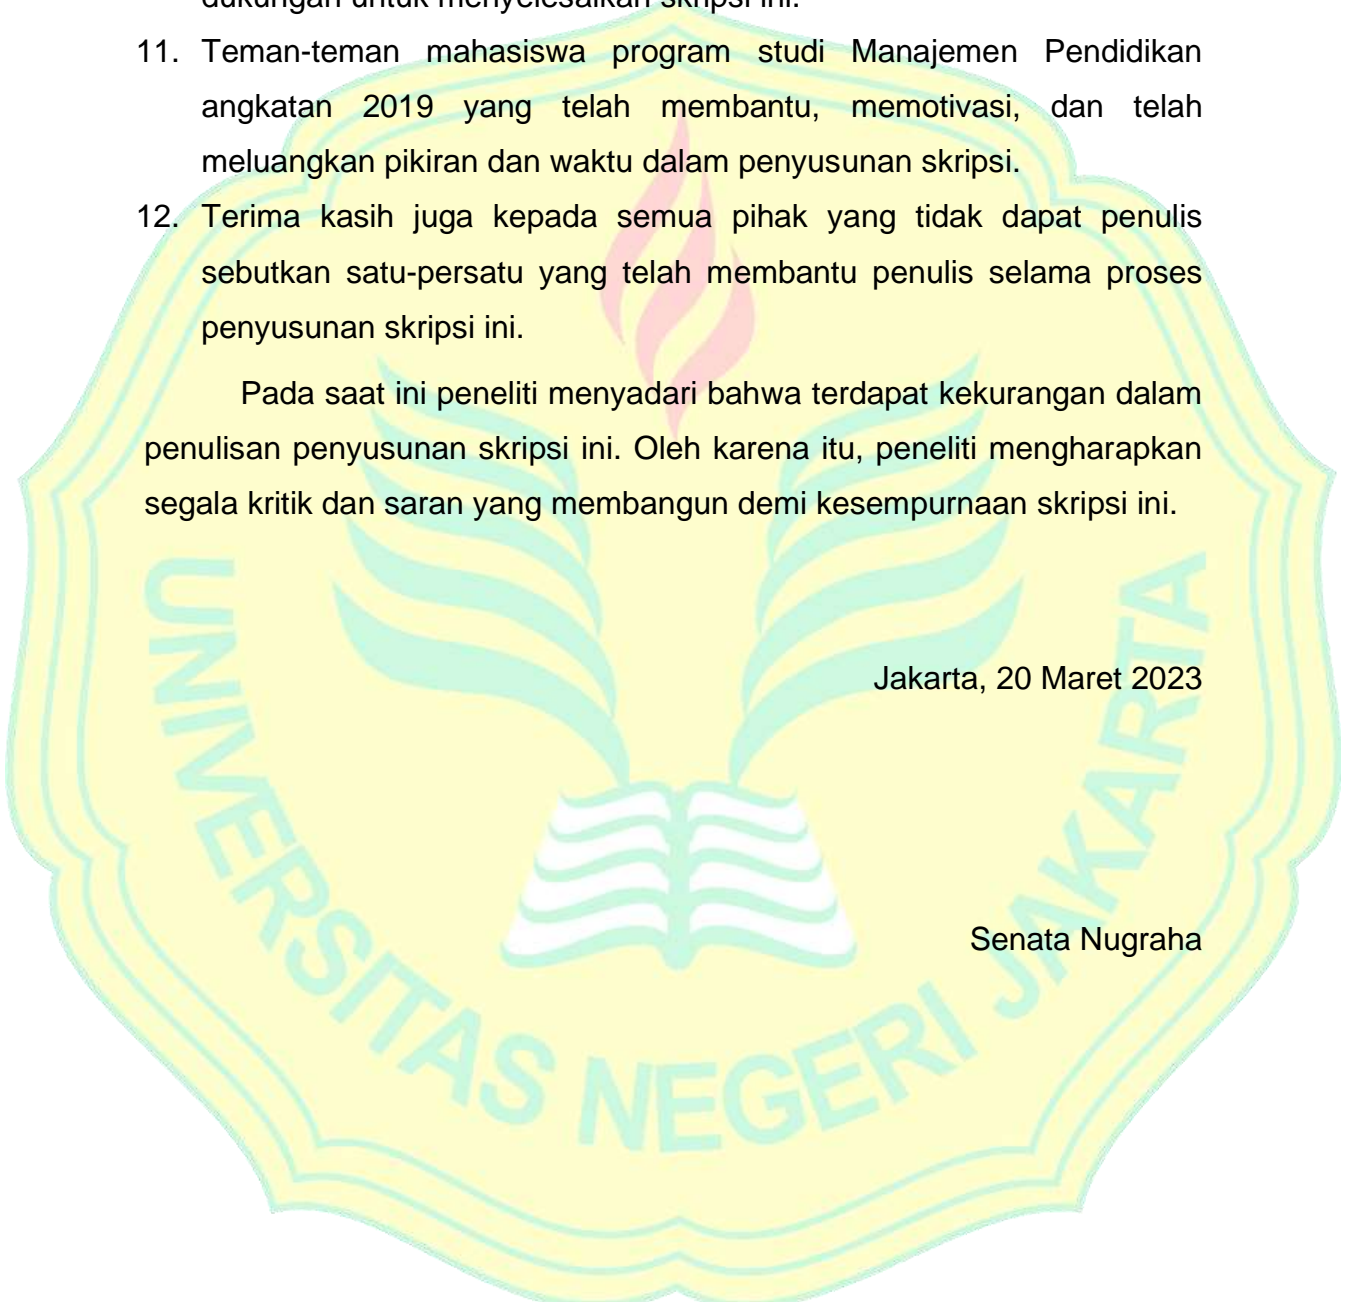 dukungan untuk menyelesaikan skripsi ini.
11. Teman-teman mahasiswa program studi Manajemen Pendidikan
angkatan 2019 yang telah membantu, memotivasi, dan telah
meluangkan pikiran dan waktu dalam penyusunan skripsi.
12. Terima kasih juga kepada semua pihak yang tidak dapat penulis
sebutkan satu-persatu yang telah membantu penulis selama proses
penyusunan skripsi ini.
Pada saat ini peneliti menyadari bahwa terdapat kekurangan dalam
penulisan penyusunan skripsi ini. Oleh karena itu, peneliti mengharapkan
segala kritik dan saran yang membangun demi kesempurnaan skripsi ini.
Jakarta, 20 Maret 2023
Senata Nugraha
UNIVERSITAS NEGERI JAKARTA